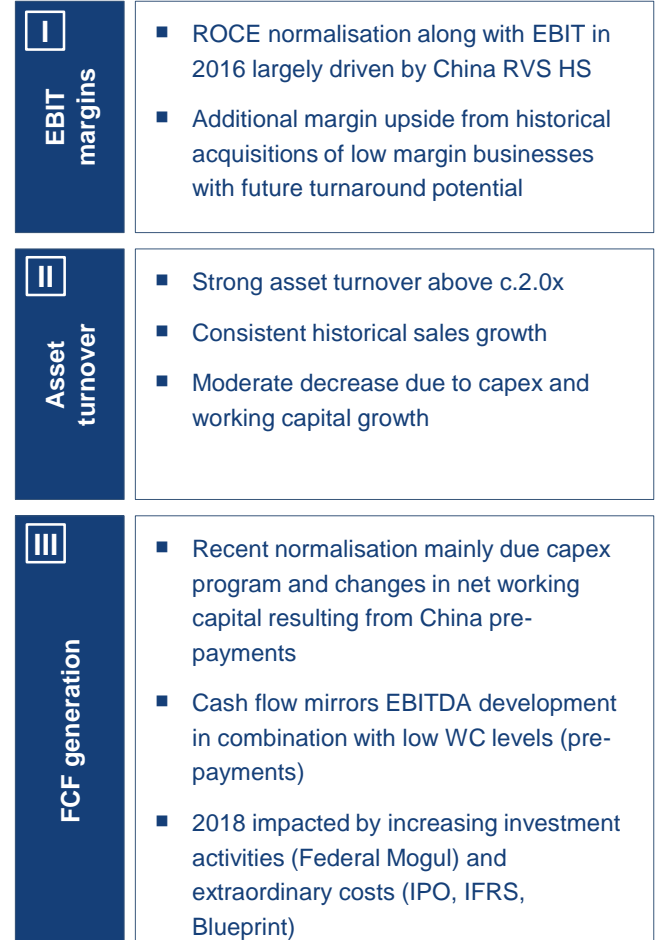 I
EBIT
margins
▪ ROCE normalisation along with EBIT in
2016 largely driven by China RVS HS
▪ Additional margin upside from historical
acquisitions of low margin businesses
with future turnaround potential
II
Asset
turnover
▪ Strong asset turnover above c.2.0x
▪ Consistent historical sales growth
▪ Moderate decrease due to capex and
working capital growth
III
FCF generation
▪ Recent normalisation mainly due capex
program and changes in net working
capital resulting from China pre-
payments
▪ Cash flow mirrors EBITDA development
in combination with low WC levels (pre-
payments)
▪ 2018 impacted by increasing investment
activities (Federal Mogul) and
extraordinary costs (IPO, IFRS,
Blueprint)